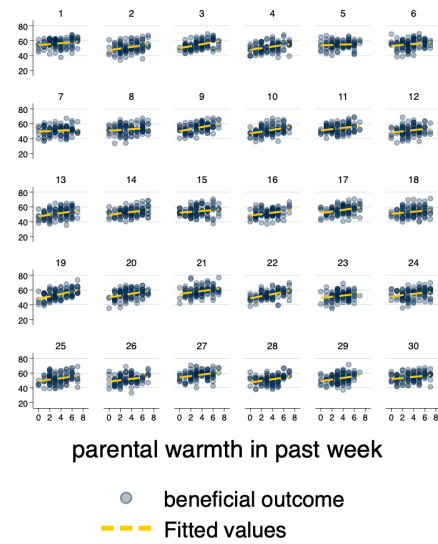 1 2 3 4 5 6
80
60
40
20
7 8 9 10 11 12
80
60
40
20
13 14 15 16 17 18
80
60
40
20
19 20 21 22 23 24
80
60
40
20
25 26 27 28 29 30
80
60
40
20
0 2 4 6 8 0 2 4 6 8 0 2 4 6 8 0 2 4 6 8 0 2 4 6 8 0 2 4 6 8
parental warmth in past week
beneficial outcome
Fitted values